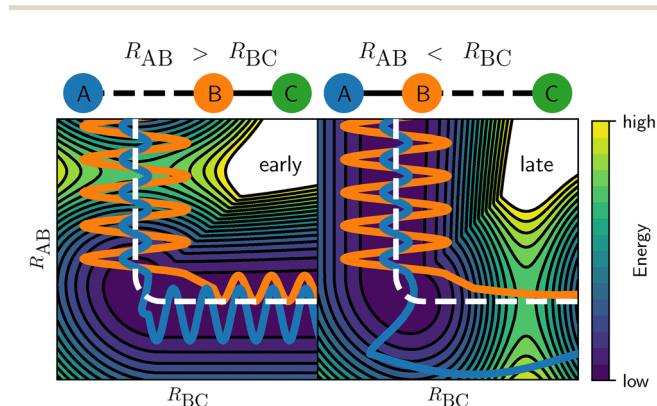 R_AB > R_BC R_AB < R_BC
A B C A B C
early late
high
R_AB
Energy
low
R_BC R_BC